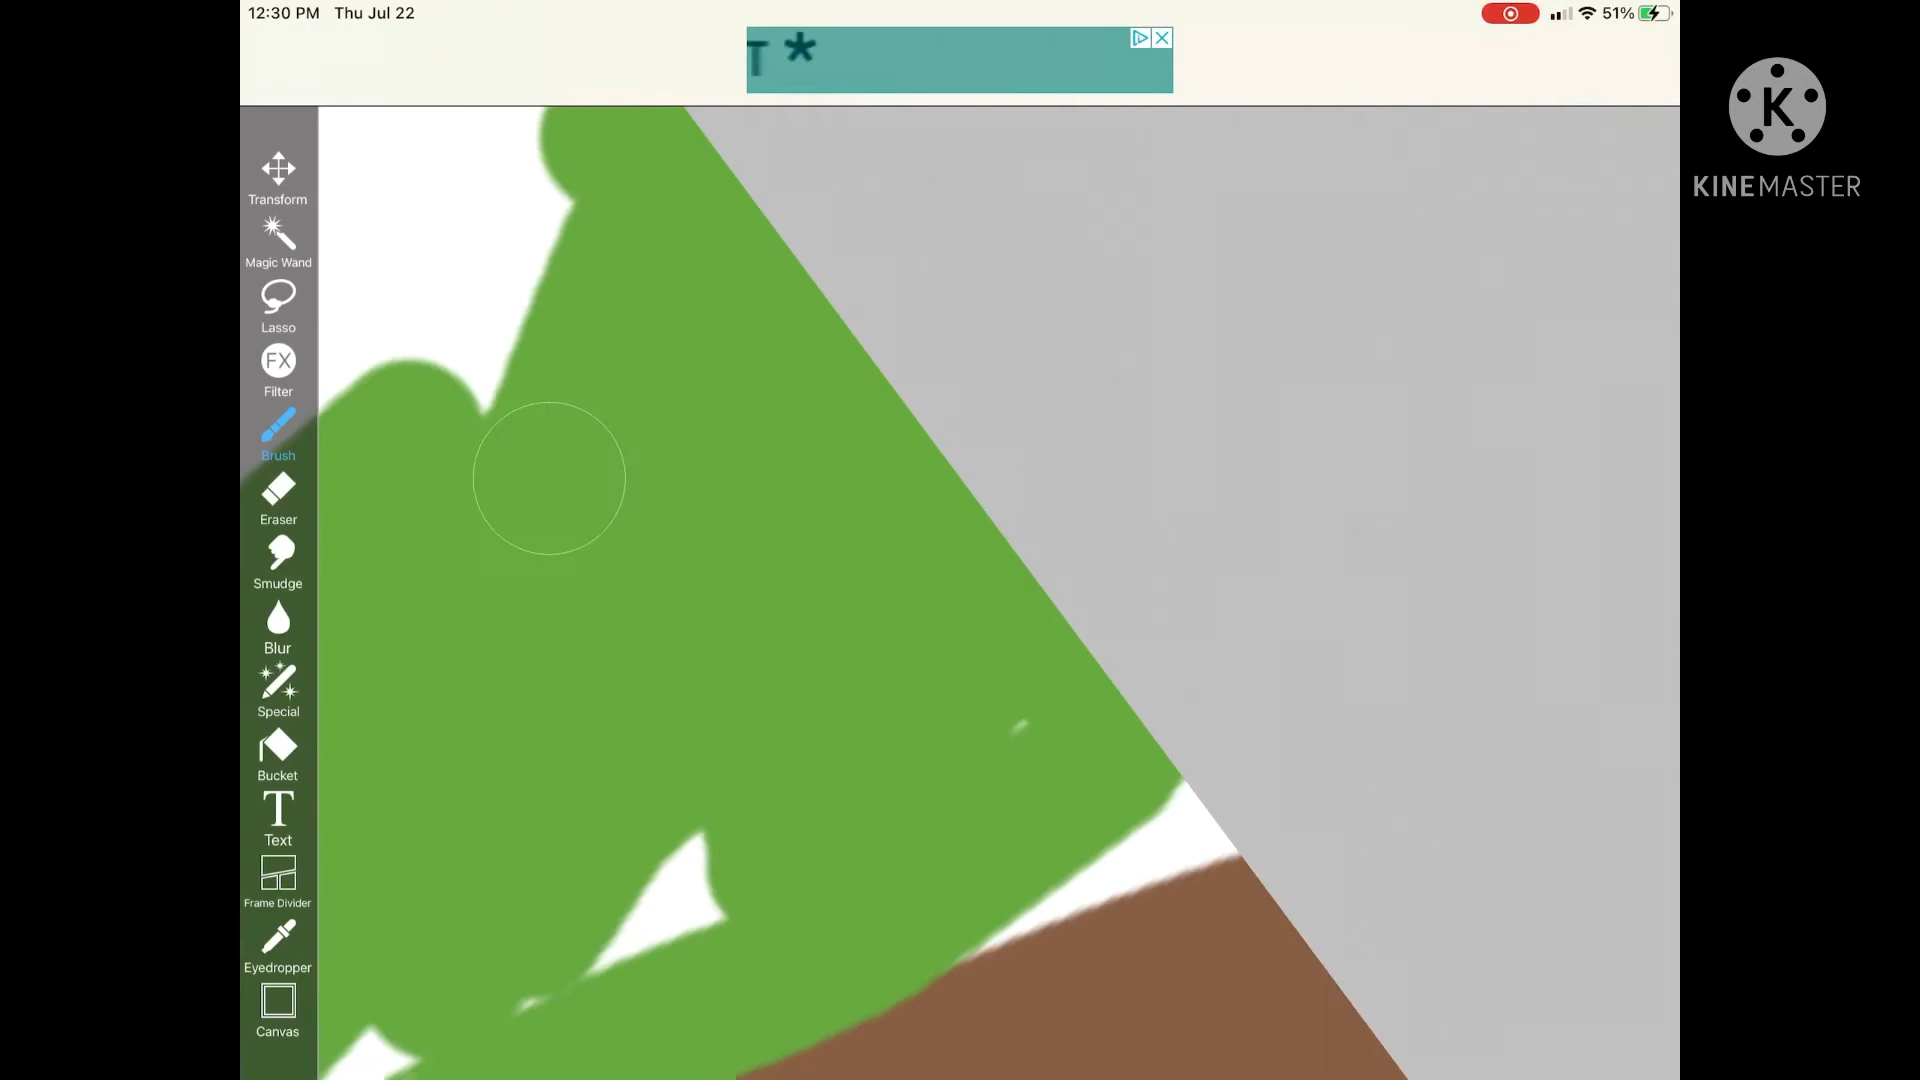 12:30 PM Thu Jul 22
51%
T *
K
KINEMASTER
Transform
Magic Wand
Lasso
FX
Filter
Brush
Eraser
Smudge
Blur
Special
Bucket
T
Text
Frame Divider
Eyedropper
Canvas